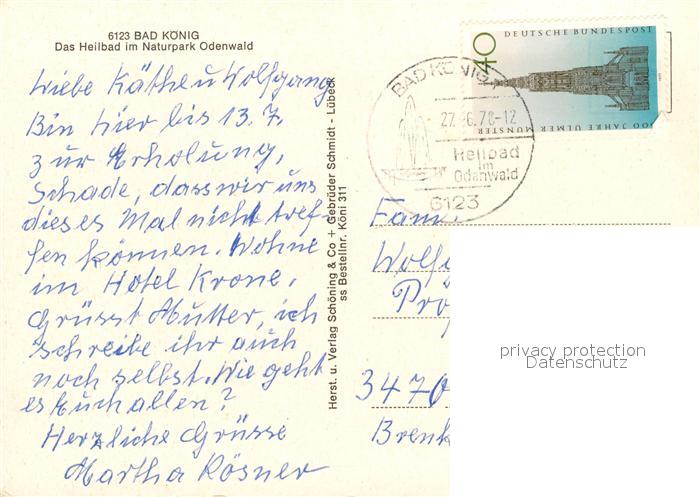 6123 BAD KÖNIG
Das Heilbad im Naturpark Odenwald
Liebe Käthe u Wolfgang
Bin hier bis 13.7.
zur Erholung,
Schade, dass wir uns
dieses Mal nicht tref-
fen können. Wohne
im Hotel Krone.
Grüsst Mutter, ich
schreibe ihr auch
noch selbst. Wie geht
es Euch allen?
Herzliche Grüsse
Martha Rösner
Herst. u. Verlag Schöning & Co + Gebrüder Schmidt - Lübeck
ss Bestellnr. Köni 311
40
DEUTSCHE BUNDESPOST
600 JAHRE ULMER MÜNSTER
BAD KÖNIG
27.-6.78-12
Heilbad
im
Odenwald
6123
Fam.
Wolfg
3470
Brenk
privacy protection
Datenschutz